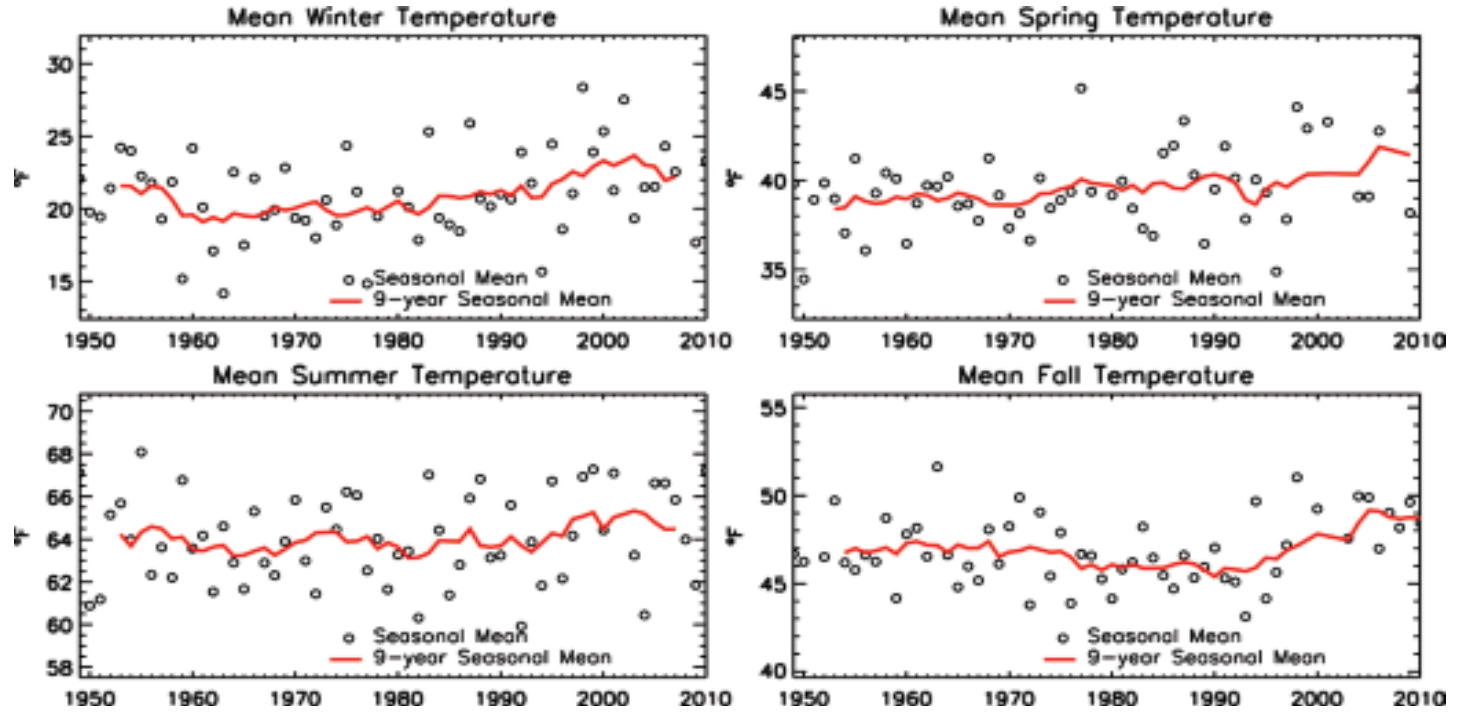 Mean Winter Temperature
°F
30
25
20
15
Seasonal Mean
9-year Seasonal Mean
1950 1960 1970 1980 1990 2000 2010
Mean Spring Temperature
°F
45
40
35
Seasonal Mean
9-year Seasonal Mean
1950 1960 1970 1980 1990 2000 2010
Mean Summer Temperature
°F
70
68
66
64
62
60
58
Seasonal Mean
9-year Seasonal Mean
1950 1960 1970 1980 1990 2000 2010
Mean Fall Temperature
°F
55
50
45
40
Seasonal Mean
9-year Seasonal Mean
1950 1960 1970 1980 1990 2000 2010